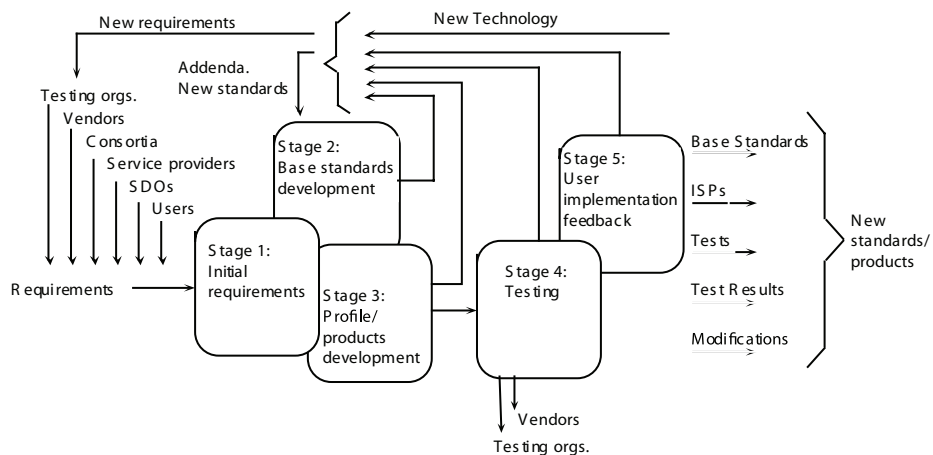 New requirements
New Technology
Addenda.
New standards
Testing orgs.
Vendors
Consortia
Service providers
SDOs
Users
Requirements
Stage 1:
Initial
requirements
Stage 2:
Base standards
development
Stage 3:
Profile/
products
development
Stage 4:
Testing
Stage 5:
User
implementation
feedback
Vendors
Testing orgs.
Base Standards
ISPs
Tests
Test Results
Modifications
New
standards/
products